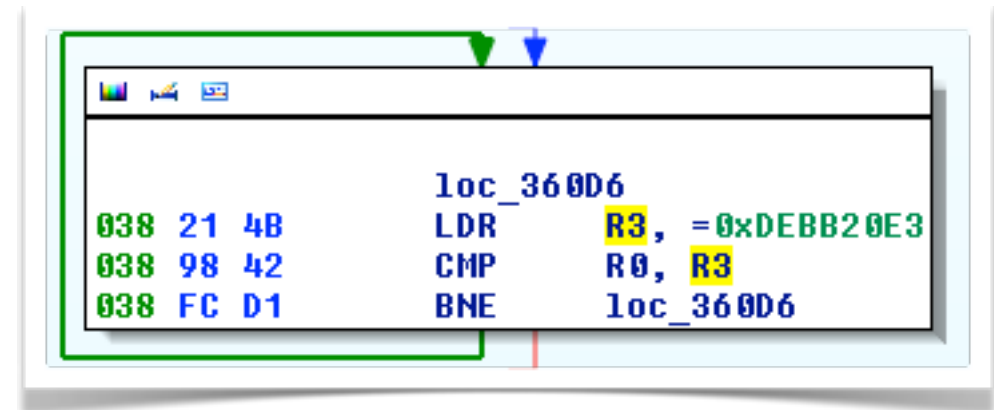 loc_360D6
038 21 4B LDR R3, =0xDEBB20E3
038 98 42 CMP R0, R3
038 FC D1 BNE loc_360D6